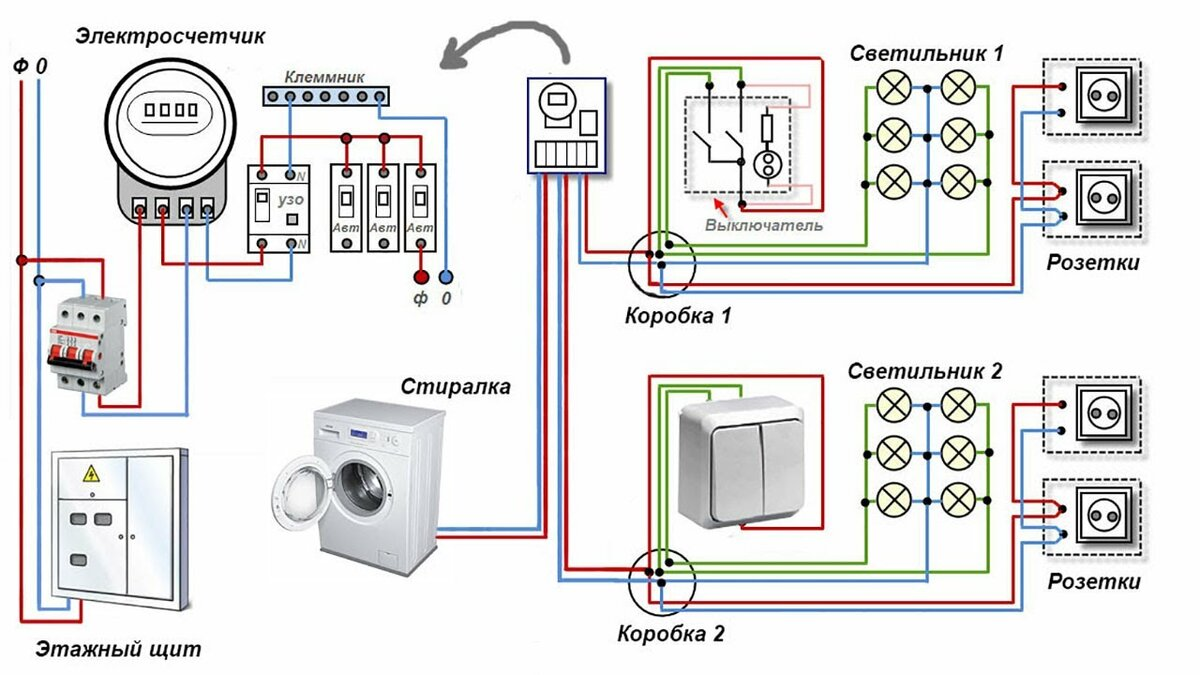 Электросчетчик
Ф 0
Клеммник
N
УЗО
N
Авт
Авт
Авт
ф 0
Выключатель
Светильник 1
Розетки
Коробка 1
Стиралка
Светильник 2
Розетки
Коробка 2
Этажный щит